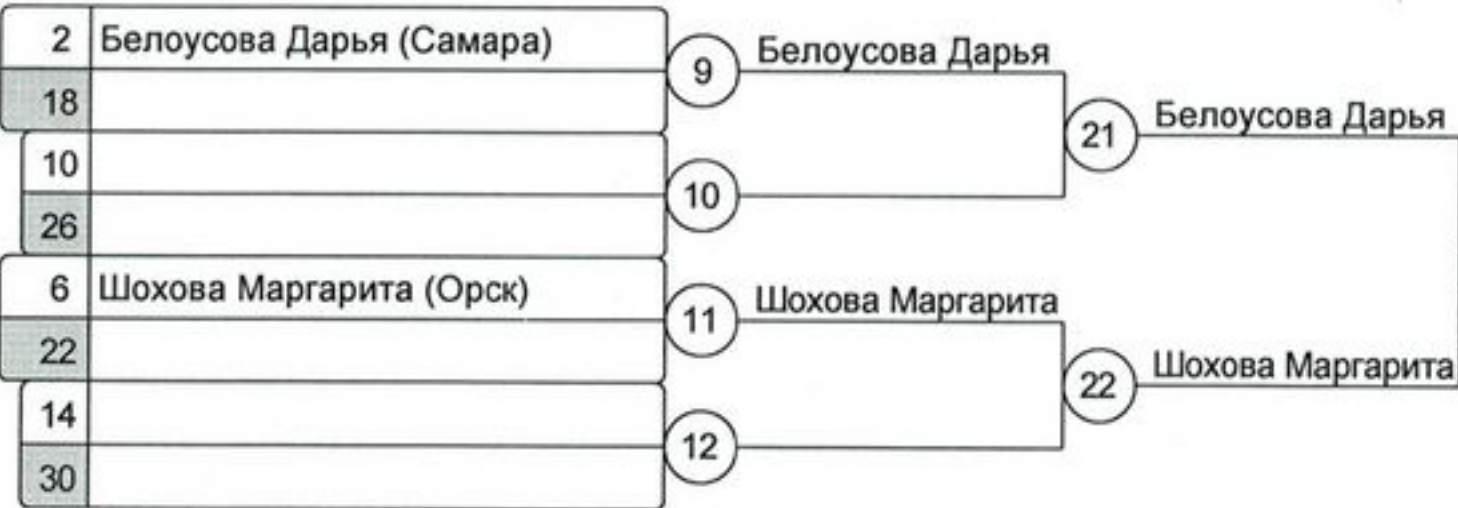 2 Белоусова Дарья (Самара)
18
10
26
6 Шохова Маргарита (Орск)
22
14
30
9 Белоусова Дарья
10
11 Шохова Маргарита
12
21 Белоусова Дарья
22 Шохова Маргарита